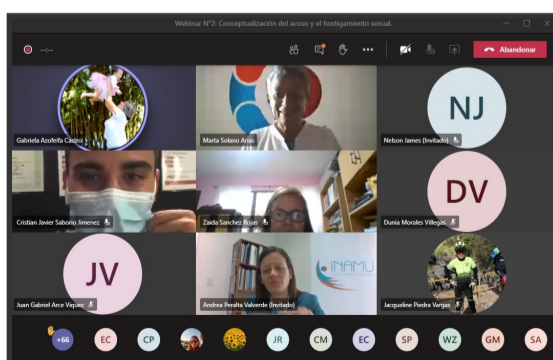 Webinar N°2: Conceptualización del acoso y el hostigamiento sexual.
--:--
Abandonar
Gabriela Azofeifa Castro
Marta Solano Arias
NJ
Nelson James (Invitado)
Cristian Javier Saborio Jimenez
Zaida Sanchez Rojas
DV
Dunia Morales Villegas
JV
Juan Gabriel Arce Viquez
INAMU
Andrea Peralta Valverde (Invitado)
Jacqueline Piedra Vargas
+66
EC
CP
JR
CM
EC
SP
WZ
GM
SA